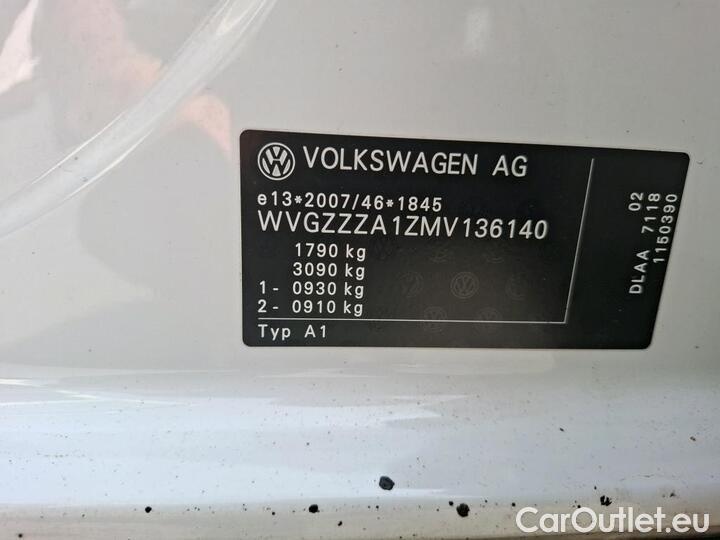 VOLKSWAGEN AG
e13*2007/46*1845
WVGZZZA1ZMV136140
1790 kg
3090 kg
1- 0930 kg
2- 0910 kg
Typ A1
02
DLAA 7118
1150390
CarOutlet.eu